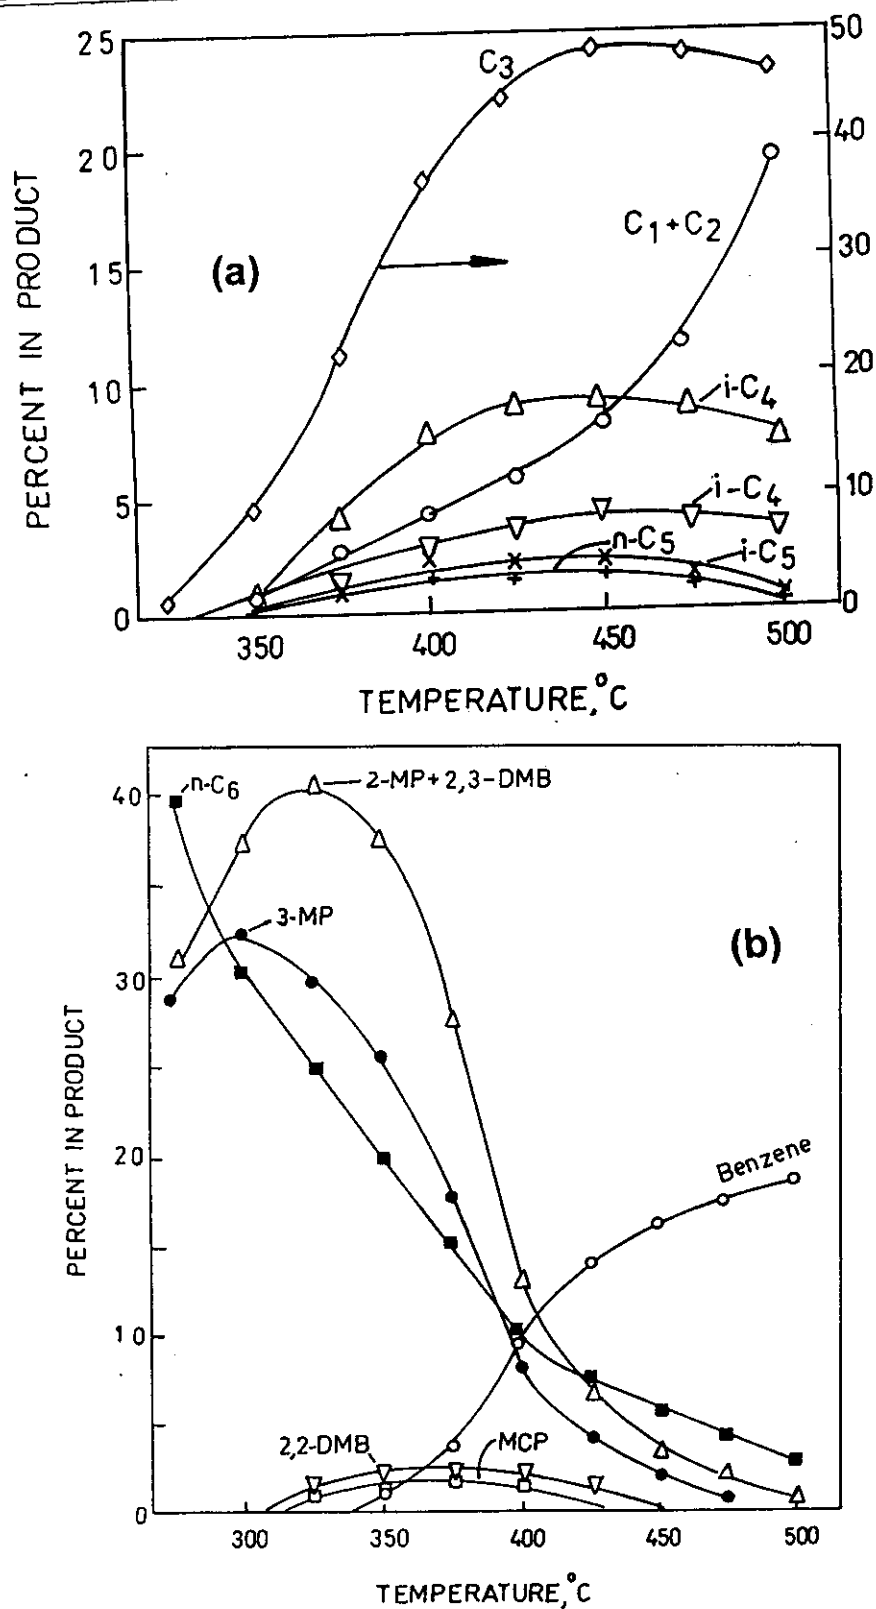 25
50
C3
20
40
C1+C2
(a)
15
30
PERCENT IN PRODUCT
10
20
i-C4
5
10
i-C4
n-C5
i-C5
0
0
350
400
450
500
TEMPERATURE,°C
n-C6
2-MP+2,3-DMB
40
3-MP
(b)
30
PERCENT IN PRODUCT
20
Benzene
10
2,2-DMB
MCP
0
300
350
400
450
500
TEMPERATURE,°C